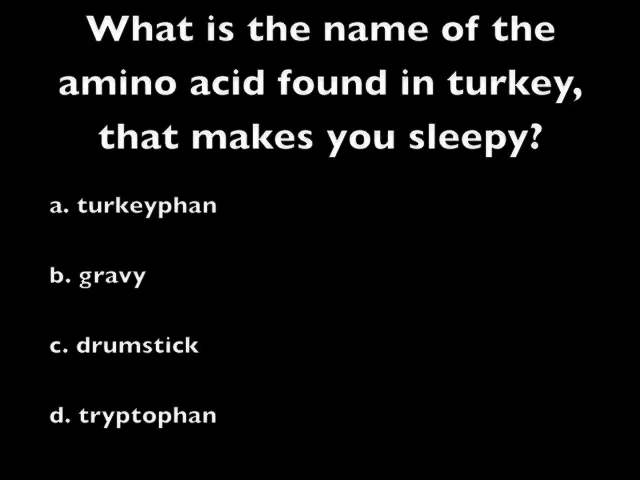 What is the name of the
amino acid found in turkey,
that makes you sleepy?
a. turkeyphan
b. gravy
c. drumstick
d. tryptophan